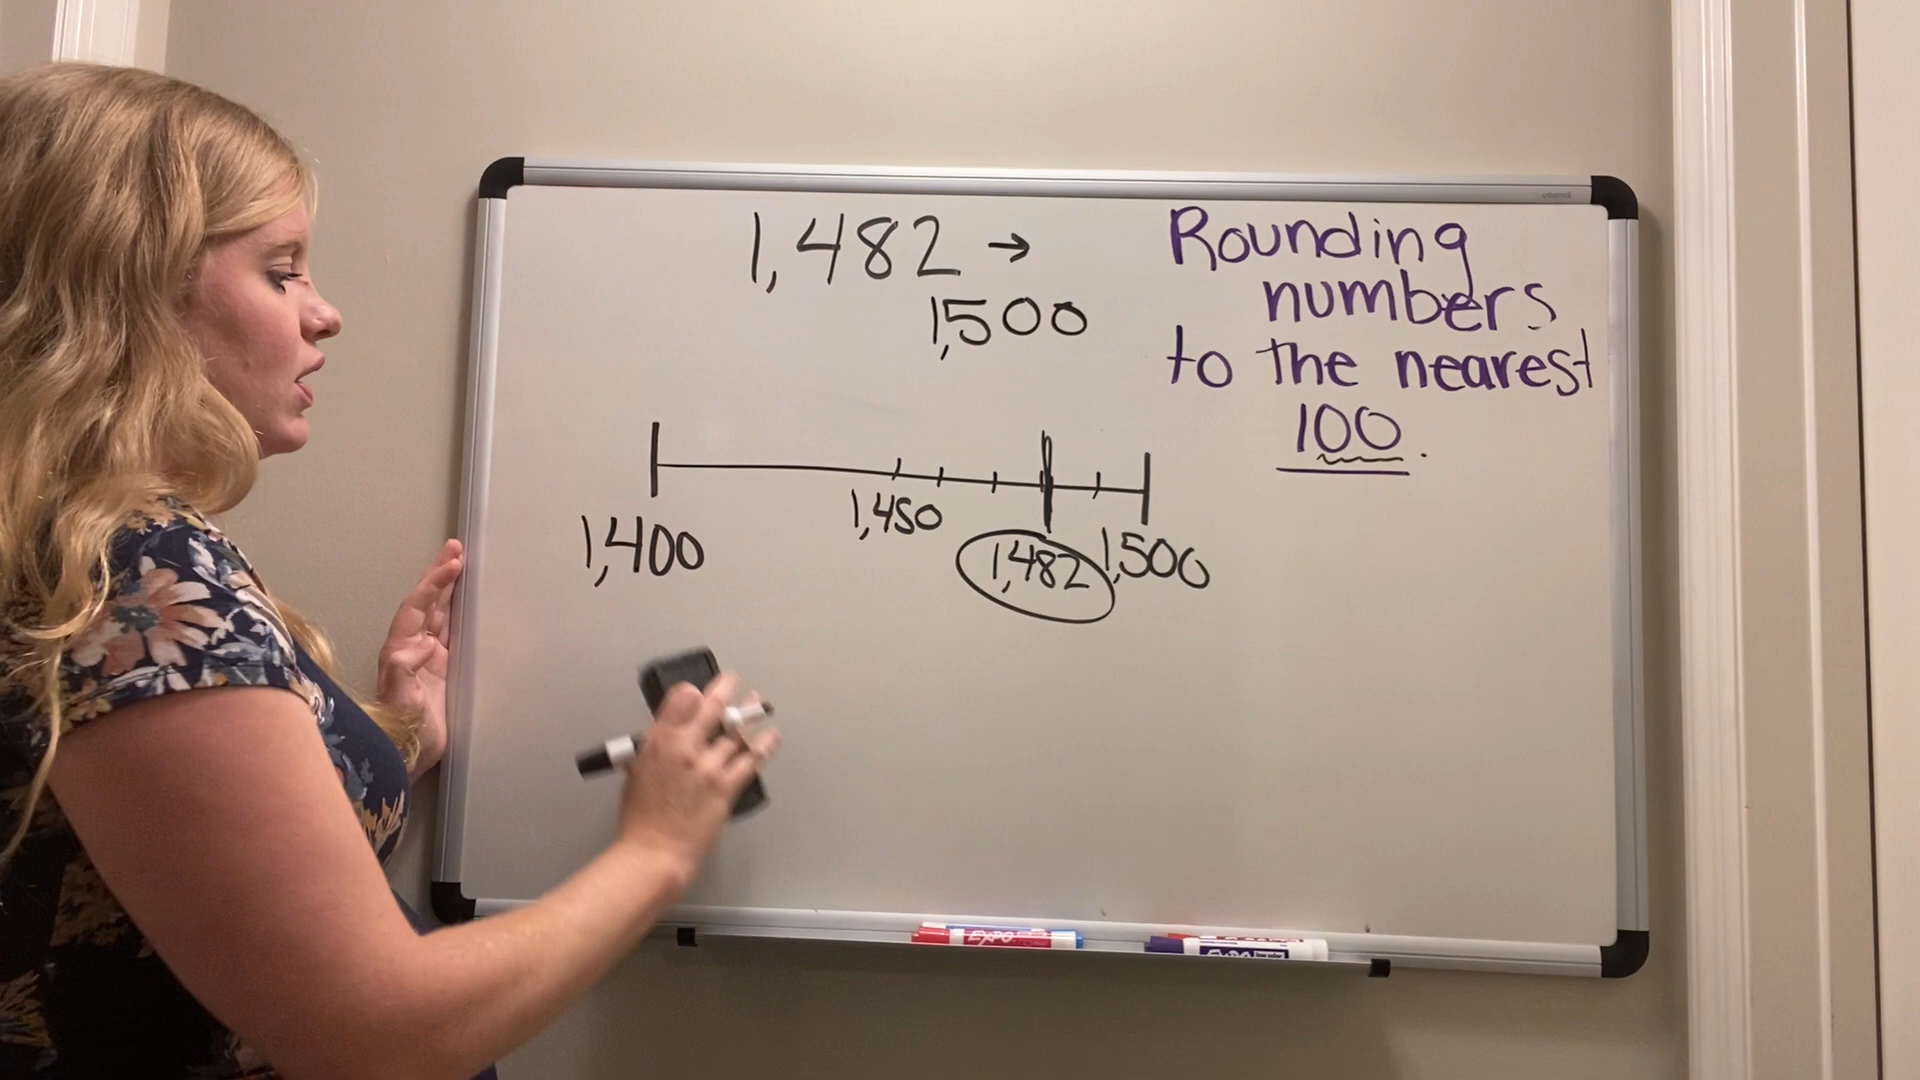 1,482 →
1,500
Rounding
numbers
to the nearest
100.
1,400
1,450
1,482
1,500
EXPO
EXPO